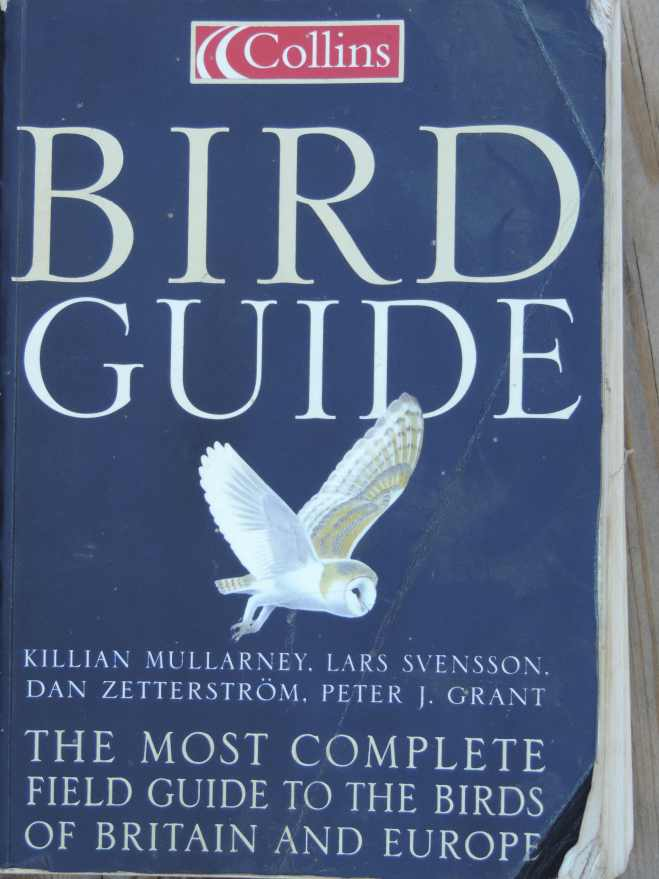 Collins
BIRD
GUIDE
KILLIAN MULLARNEY, LARS SVENSSON,
DAN ZETTERSTRÖM, PETER J. GRANT
THE MOST COMPLETE
FIELD GUIDE TO THE BIRDS
OF BRITAIN AND EUROPE